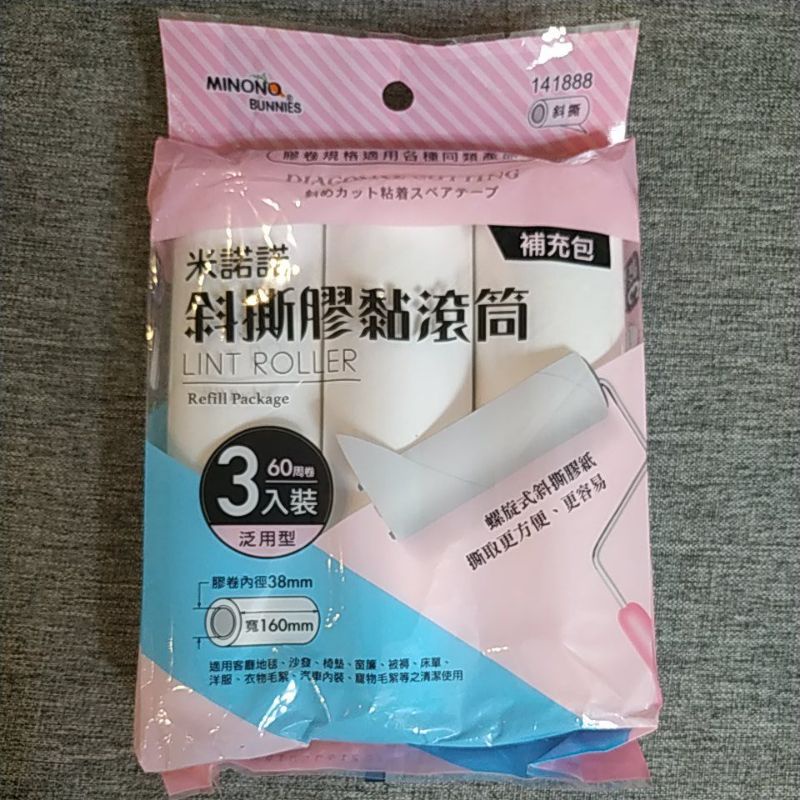 MINONO
BUNNIES
141888
斜撕
膠卷規格適用各種同類產品
DIAGONAL CUTTING
斜めカット粘着スペアテープ
補充包
米諾諾
斜撕膠黏滾筒
LINT ROLLER
Refill Package
3入裝
60周卷
泛用型
螺旋式斜撕膠紙
撕取更方便、更容易
膠卷內徑38mm
寬160mm
適用客廳地毯、沙發、椅墊、窗簾、被褥、床單、
洋服、衣物毛絮、汽車內裝、寵物毛絮等之清潔使用